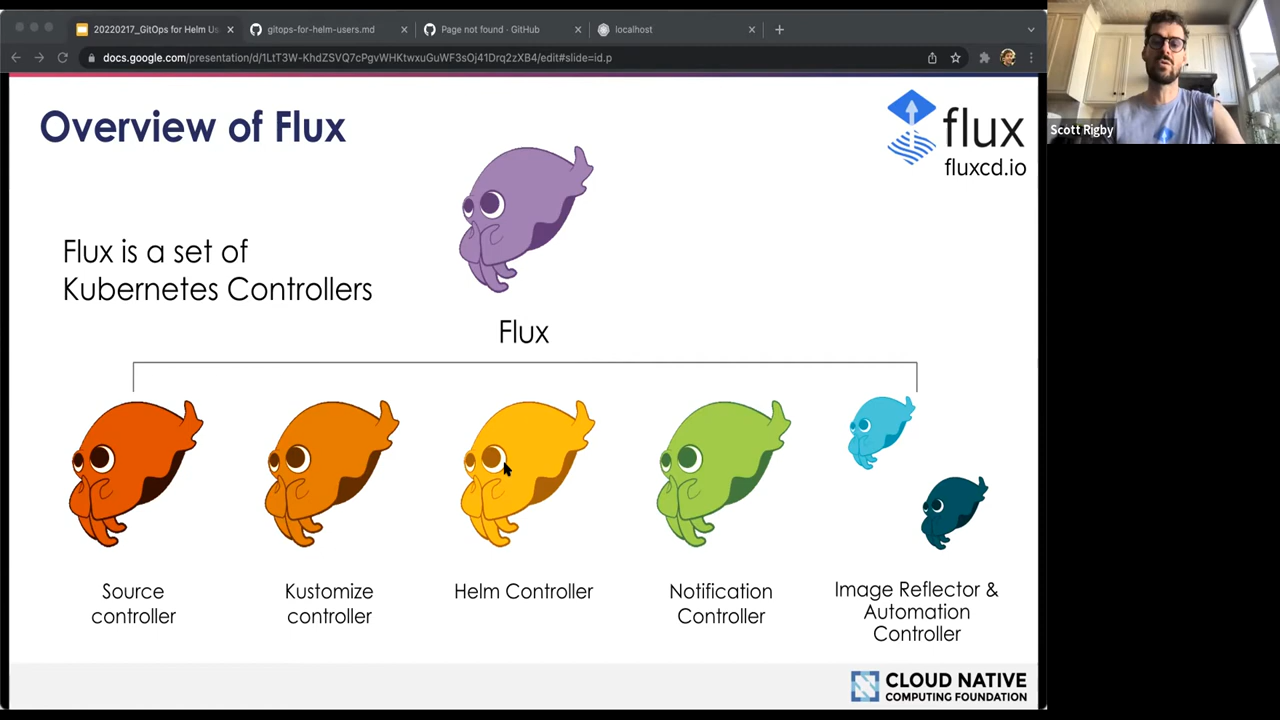 20220217_GitOps for Helm Us
gitops-for-helm-users.md
Page not found · GitHub
localhost
docs.google.com/presentation/d/1LtT3W-KhdZSVQ7cPgvWHKtwxuGuWF3sOj41Drq2zXB4/edit#slide=id.p
Scott Rigby
Overview of Flux
flux
fluxcd.io
Flux is a set of
Kubernetes Controllers
Flux
Source
controller
Kustomize
controller
Helm Controller
Notification
Controller
Image Reflector &
Automation
Controller
CLOUD NATIVE
COMPUTING FOUNDATION